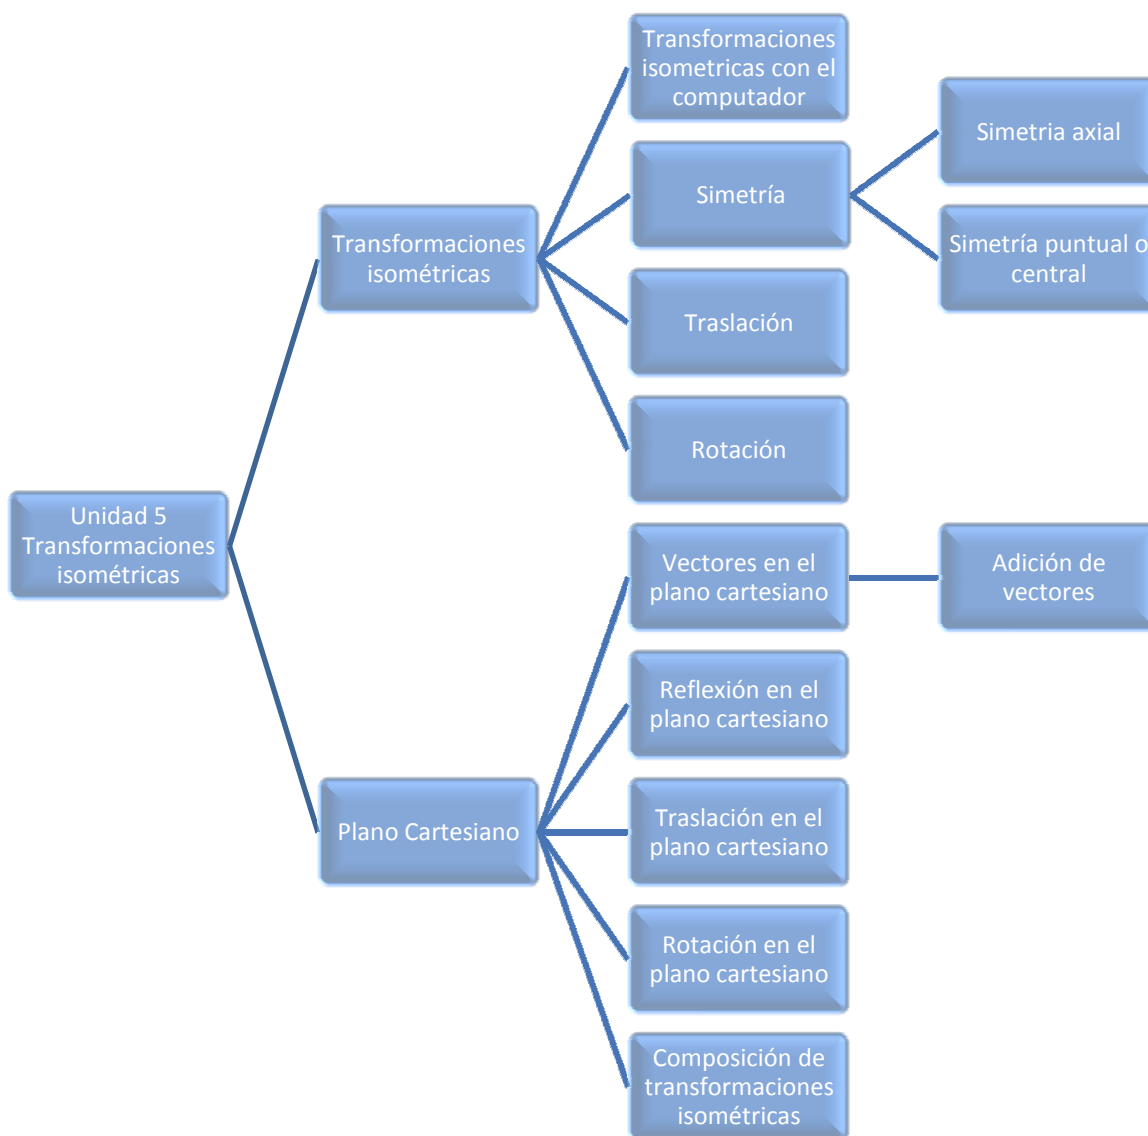 Unidad 5
Transformaciones
isométricas
Transformaciones
isométricas
Transformaciones
isometricas con el
computador
Simetría
Simetria axial
Simetría puntual o
central
Traslación
Rotación
Plano Cartesiano
Vectores en el
plano cartesiano
Adición de
vectores
Reflexión en el
plano cartesiano
Traslación en el
plano cartesiano
Rotación en el
plano cartesiano
Composición de
transformaciones
isométricas